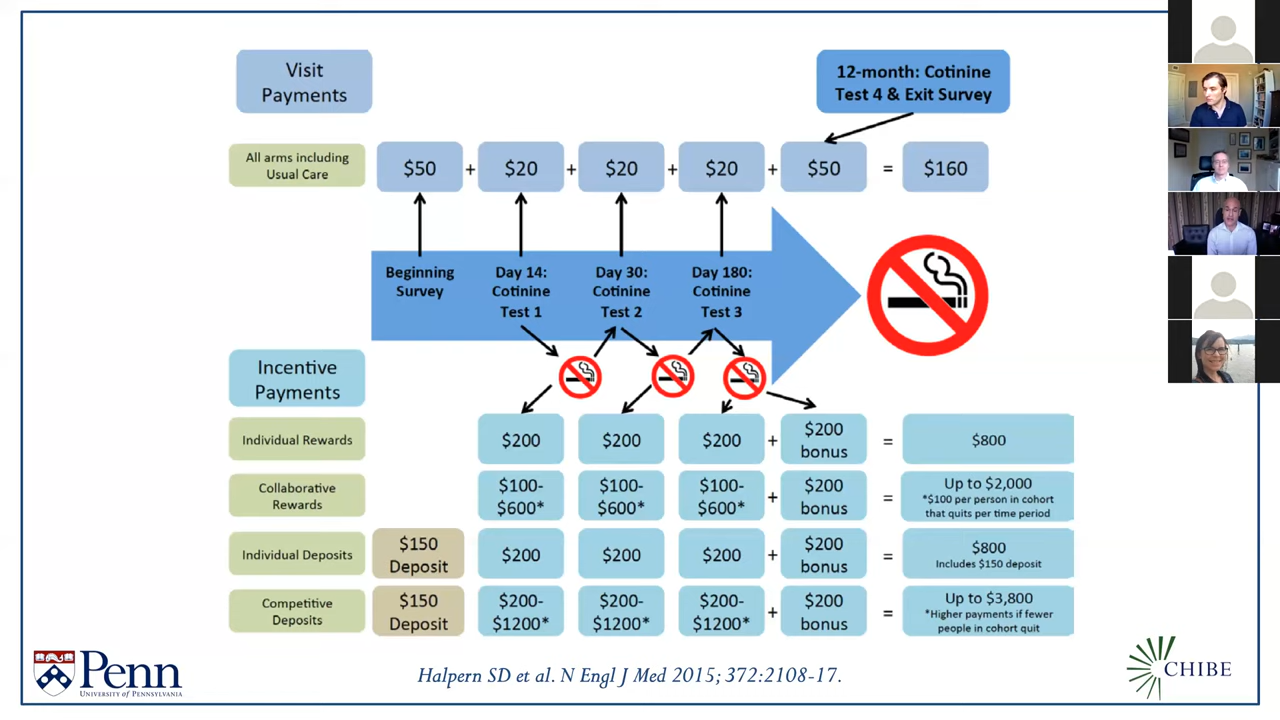 Visit
Payments
12-month: Cotinine
Test 4 & Exit Survey
All arms including
Usual Care
$50 + $20 + $20 + $20 + $50 = $160
Beginning
Survey
Day 14:
Cotinine
Test 1
Day 30:
Cotinine
Test 2
Day 180:
Cotinine
Test 3
Incentive
Payments
Individual Rewards
$200
$200
$200
+
$200
bonus
=
$800
Collaborative
Rewards
$100-
$600*
$100-
$600*
$100-
$600*
+
$200
bonus
=
Up to $2,000
*$100 per person in cohort
that quits per time period
Individual Deposits
$150
Deposit
$200
$200
$200
+
$200
bonus
=
$800
Includes $150 deposit
Competitive
Deposits
$150
Deposit
$200-
$1200*
$200-
$1200*
$200-
$1200*
+
$200
bonus
=
Up to $3,800
*Higher payments if fewer
people in cohort quit
Penn
UNIVERSITY of PENNSYLVANIA
Halpern SD et al. N Engl J Med 2015; 372:2108-17.
CHIBE